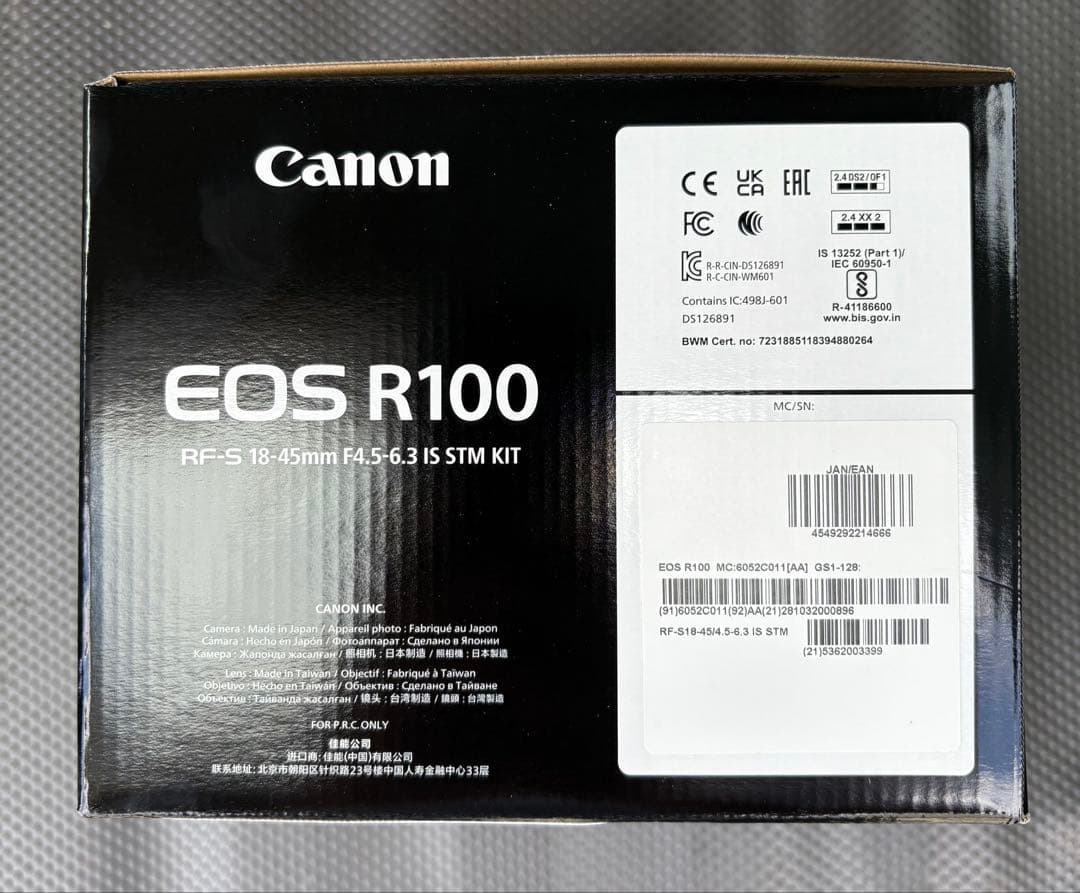 Canon
EOS R100
RF-S 18-45mm F4.5-6.3 IS STM KIT
CANON INC.
Camera : Made in Japan / Appareil photo : Fabriqué au Japon
Cámara : Hecho en Japón / Фотоаппарат : Сделано в Японии
Камера : Жапонда жасалған / 照相机 : 日本制造 / 照相機 : 日本製造
Lens : Made in Taiwan / Objectif : Fabriqué à Taïwan
Objetivo : Hecho en Taiwán / Объектив : Сделано в Тайване
Объектив : Тайванда жасалған / 镜头 : 台湾制造 / 鏡頭 : 台灣製造
FOR P.R.C. ONLY
佳能公司
进口商: 佳能(中国)有限公司
联系地址: 北京市朝阳区针织路23号楼中国人寿金融中心33层
CE UK CA EAC 2.4 DS2/OF1
FC 2.4 XX 2
R-R-CIN-DS126891
R-C-CIN-WM601
Contains IC:498J-601
DS126891
IS 13252 (Part 1)/
IEC 60950-1
R-41186600
www.bis.gov.in
BWM Cert. no: 7231885118394880264
MC/SN:
JAN/EAN
4549292214666
EOS R100 MC:6052C011[AA] GS1-128:
(91)6052C011(92)AA(21)281032000896
RF-S18-45/4.5-6.3 IS STM
(21)5362003399